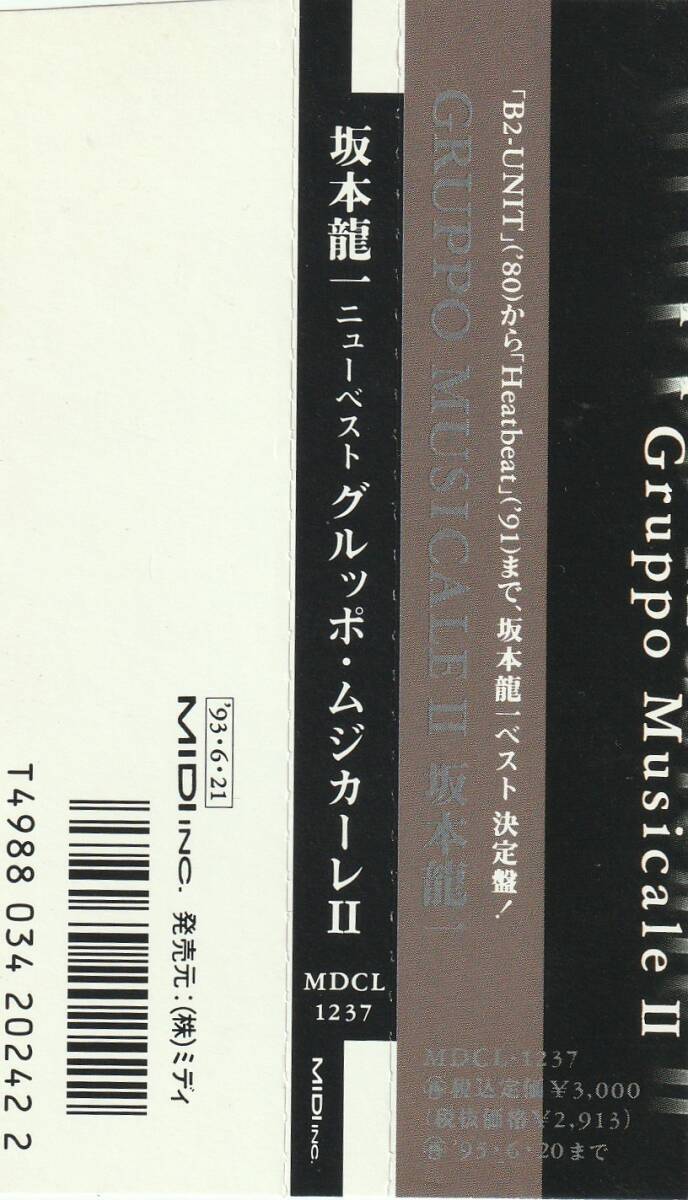 Gruppo Musicale II
「B2-UNIT」('80)から「Heatbeat」('91)まで、坂本龍一ベスト決定盤！
GRUPPO MUSICALE II 坂本龍一
MDCL-1237
税込定価¥3,000
(税抜価格¥2,913)
'95・6・20まで
坂本龍一 ニューベスト グルッポ・ムジカーレII
MDCL
1237
MIDI INC.
'93・6・21
MIDI INC. 発売元：(株)ミディ
T4988 034 20242 2